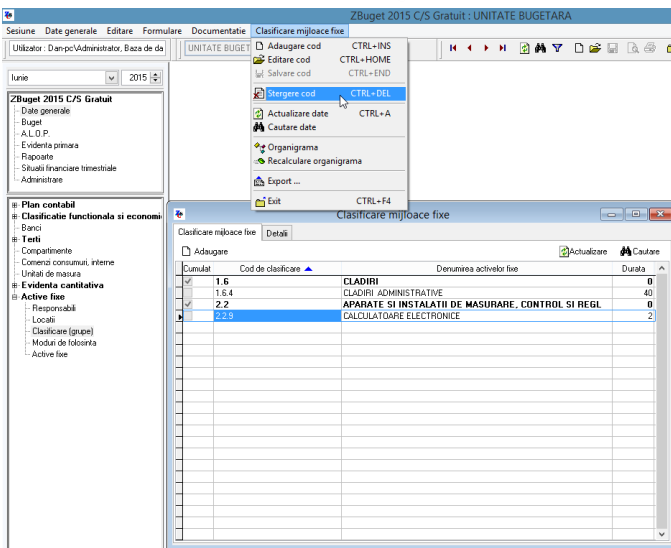 ZBuget 2015 C/S Gratuit : UNITATE BUGETARA
Sesiune Date generale Editare Formulare Documentatie Clasificare mijloace fixe
Utilizator : Dan-pc\Administrator, Baza de da
UNITATE BUGET
Adaugare cod CTRL+INS
Editare cod CTRL+HOME
Salvare cod CTRL+END
Stergere cod CTRL+DEL
Actualizare date CTRL+A
Cautare date
Organigrama
Recalculare organigrama
Export ...
Exit CTRL+F4
Iunie 2015
ZBuget 2015 C/S Gratuit
Date generale
Buget
A.L.O.P.
Evidenta primara
Rapoarte
Situatii financiare trimestriale
Administrare
Plan contabil
Clasificatie functionala si economi
Banci
Terti
Compartimente
Comenzi consumuri, interne
Unitati de masura
Evidenta cantitativa
Active fixe
Responsabili
Locatii
Clasificare (grupe)
Moduri de folosinta
Active fixe
Clasificare mijloace fixe
Clasificare mijloace fixe Detalii
Adaugare Actualizare Cautare
Cumulat Cod de clasificare Denumirea activelor fixe Durata
1.6 CLADIRI 0
1.6.4 CLADIRI ADMINISTRATIVE 40
2.2 APARATE SI INSTALATII DE MASURARE, CONTROL SI REGL 0
2.2.9 CALCULATOARE ELECTRONICE 2